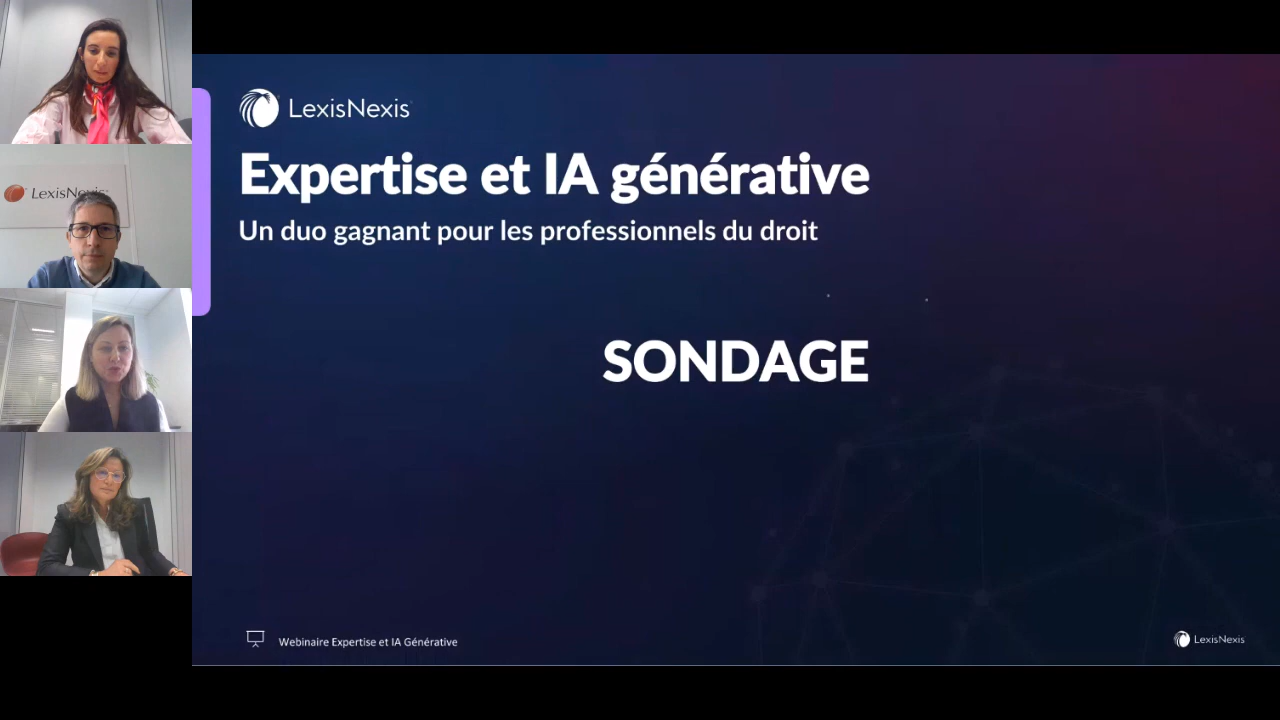 LexisNexis
LexisNexis
Expertise et IA générative
Un duo gagnant pour les professionnels du droit
SONDAGE
Webinaire Expertise et IA Générative
LexisNexis